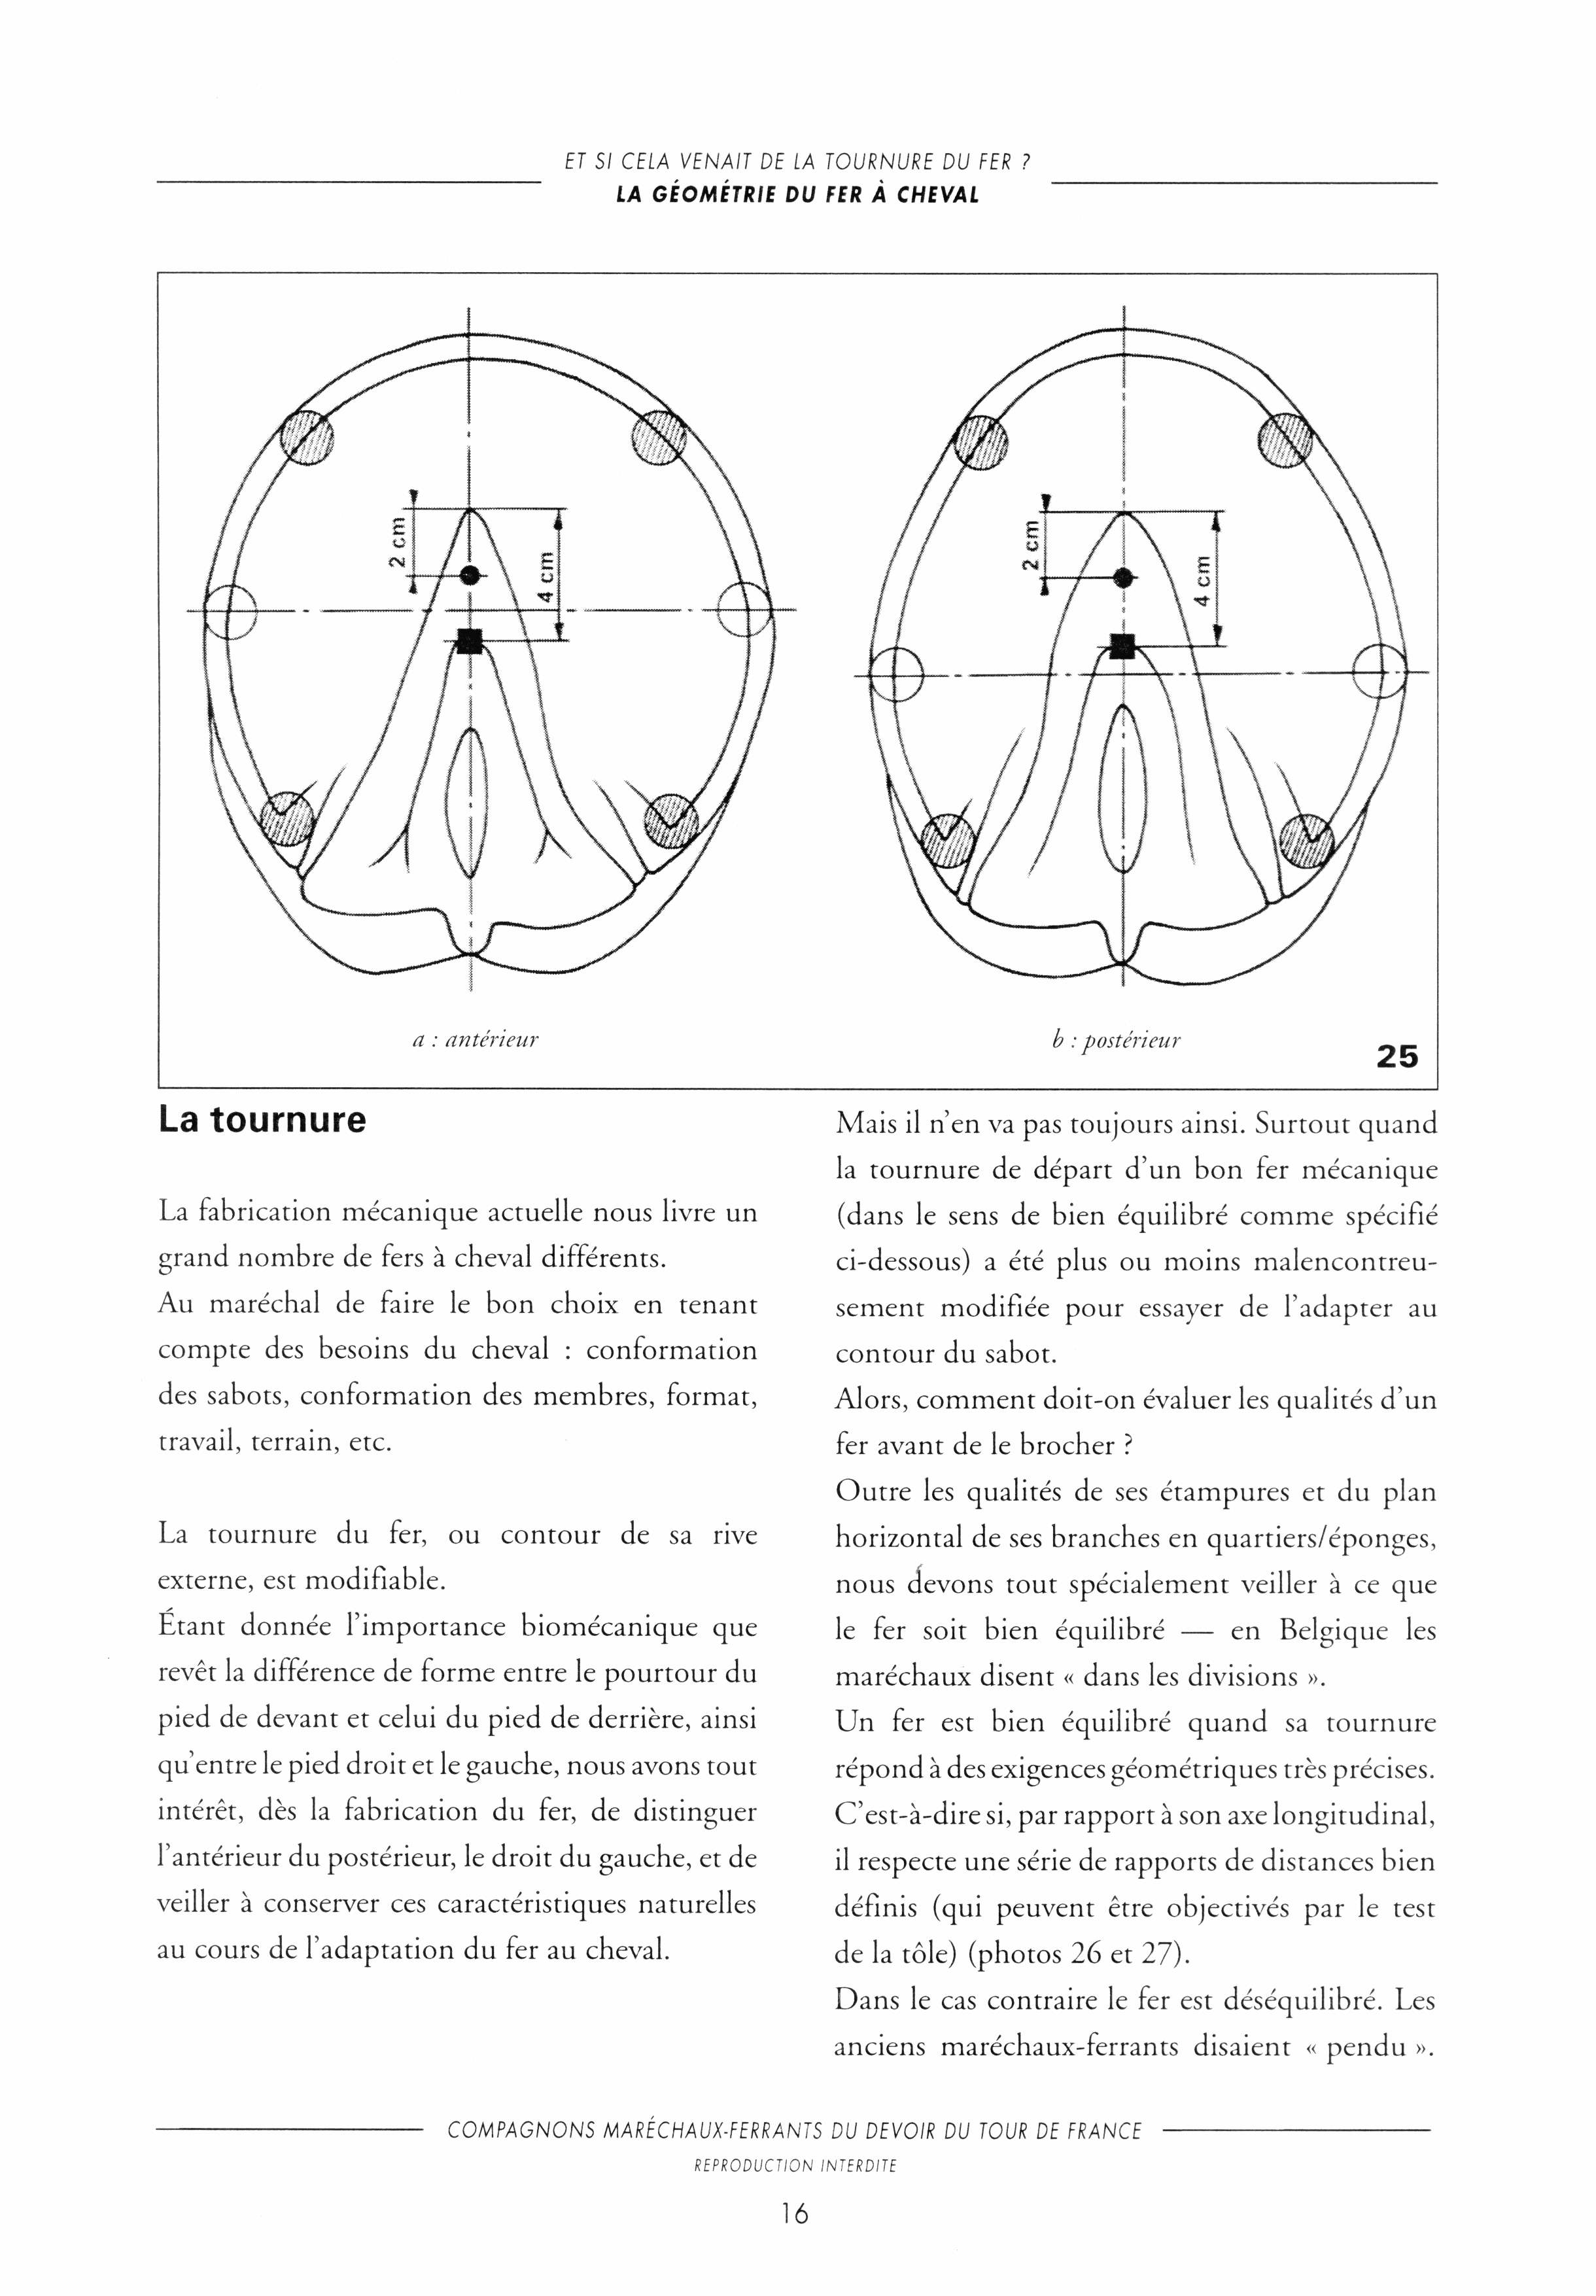 ET SI CELA VENAIT DE LA TOURNURE DU FER ?
LA GÉOMÉTRIE DU FER À CHEVAL
2 cm
4 cm
2 cm
4 cm
a : antérieur
b : postérieur
25
La tournure
La fabrication mécanique actuelle nous livre un
grand nombre de fers à cheval différents.
Au maréchal de faire le bon choix en tenant
compte des besoins du cheval : conformation
des sabots, conformation des membres, format,
travail, terrain, etc.
La tournure du fer, ou contour de sa rive
externe, est modifiable.
Étant donnée l'importance biomécanique que
revêt la différence de forme entre le pourtour du
pied de devant et celui du pied de derrière, ainsi
qu'entre le pied droit et le gauche, nous avons tout
intérêt, dès la fabrication du fer, de distinguer
l'antérieur du postérieur, le droit du gauche, et de
veiller à conserver ces caractéristiques naturelles
au cours de l'adaptation du fer au cheval.
Mais il n'en va pas toujours ainsi. Surtout quand
la tournure de départ d'un bon fer mécanique
(dans le sens de bien équilibré comme spécifié
ci-dessous) a été plus ou moins malencontreu-
sement modifiée pour essayer de l'adapter au
contour du sabot.
Alors, comment doit-on évaluer les qualités d'un
fer avant de le brocher ?
Outre les qualités de ses étampures et du plan
horizontal de ses branches en quartiers/éponges,
nous devons tout spécialement veiller à ce que
le fer soit bien équilibré — en Belgique les
maréchaux disent « dans les divisions ».
Un fer est bien équilibré quand sa tournure
répond à des exigences géométriques très précises.
C'est-à-dire si, par rapport à son axe longitudinal,
il respecte une série de rapports de distances bien
définis (qui peuvent être objectivés par le test
de la tôle) (photos 26 et 27).
Dans le cas contraire le fer est déséquilibré. Les
anciens maréchaux-ferrants disaient « pendu ».
COMPAGNONS MARÉCHAUX-FERRANTS DU DEVOIR DU TOUR DE FRANCE
REPRODUCTION INTERDITE
16